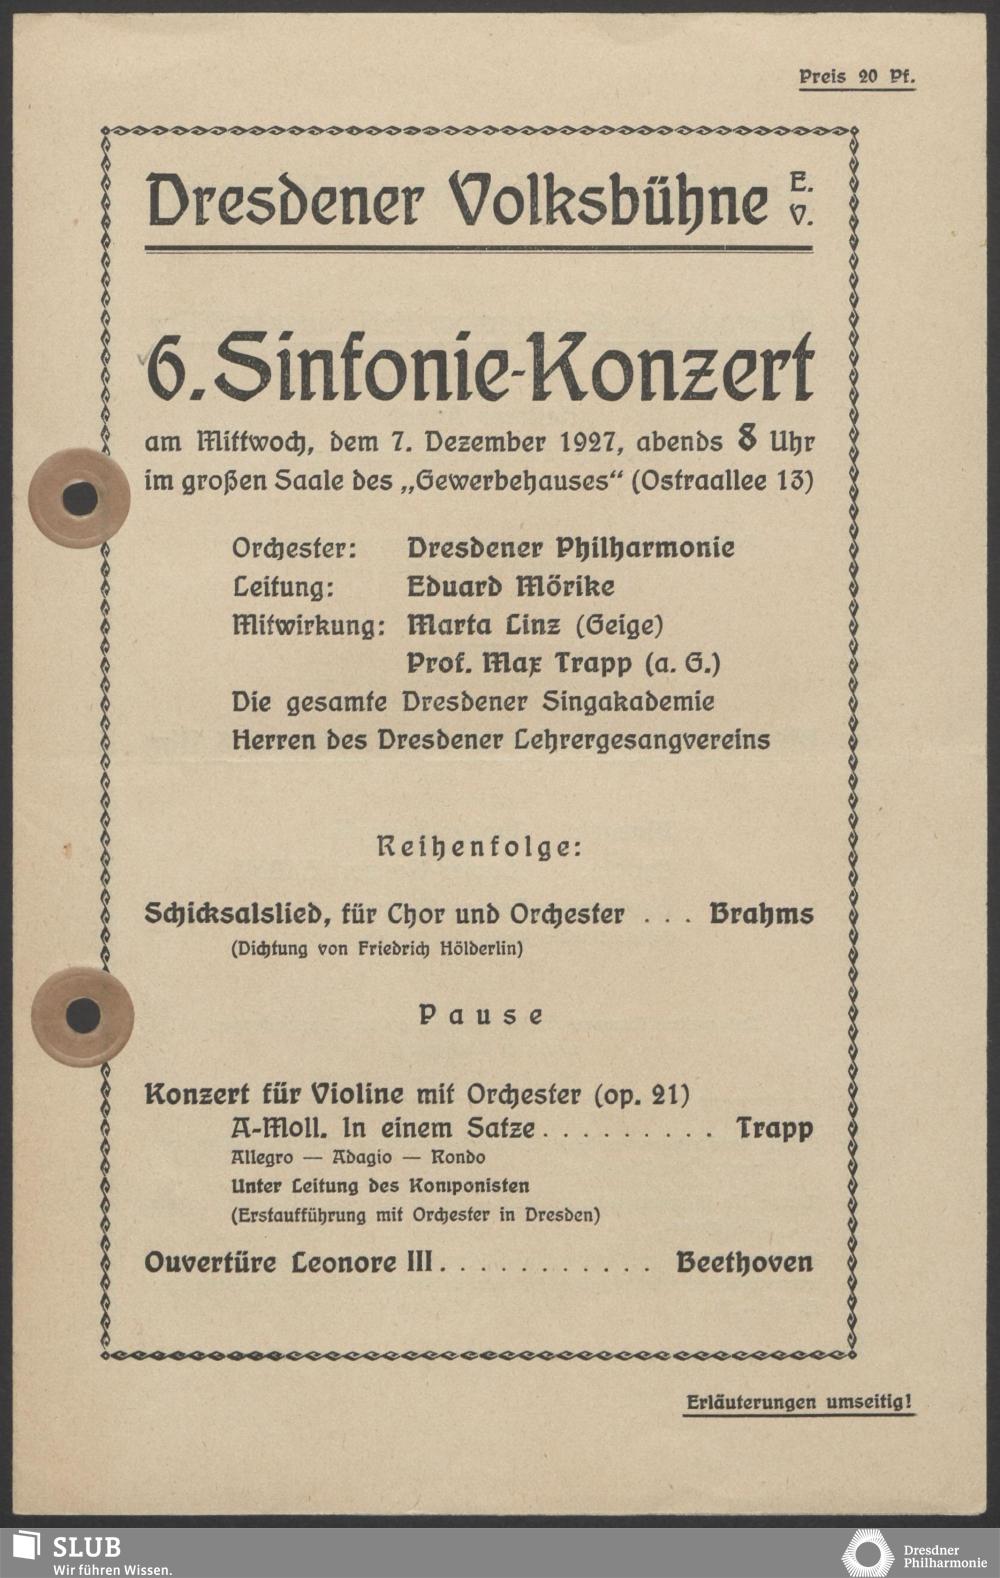 Preis 20 Pf.
Dresdener Volksbühne E. V.
6. Sinfonie-Konzert
am Mittwoch, dem 7. Dezember 1927, abends 8 Uhr
im großen Saale des „Gewerbehauses“ (Ostraallee 13)
Orchester: Dresdener Philharmonie
Leitung: Eduard Mörike
Mitwirkung: Marta Linz (Geige)
Prof. Max Trapp (a. G.)
Die gesamte Dresdener Singakademie
Herren des Dresdener Lehrergesangvereins
Reihenfolge:
Schicksalslied, für Chor und Orchester . . . Brahms
(Dichtung von Friedrich Hölderlin)
Pause
Konzert für Violine mit Orchester (op. 21)
A-Moll. In einem Satze . . . . . . . . . Trapp
Allegro — Adagio — Rondo
Unter Leitung des Komponisten
(Erstaufführung mit Orchester in Dresden)
Ouvertüre Leonore III . . . . . . . . . . . Beethoven
Erläuterungen umseitig!
SLUB
Wir führen Wissen.
Dresdner
Philharmonie